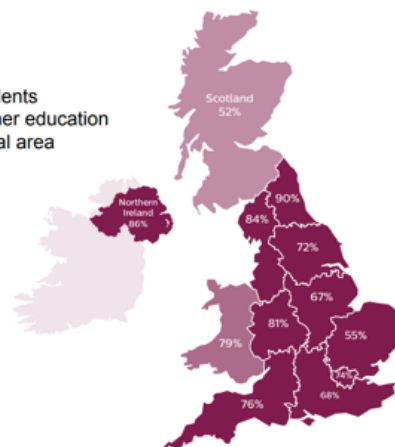 dents
her education
al area
Scotland
52%
Northern
Ireland
86%
90%
84%
72%
67%
81%
55%
79%
74%
76%
68%